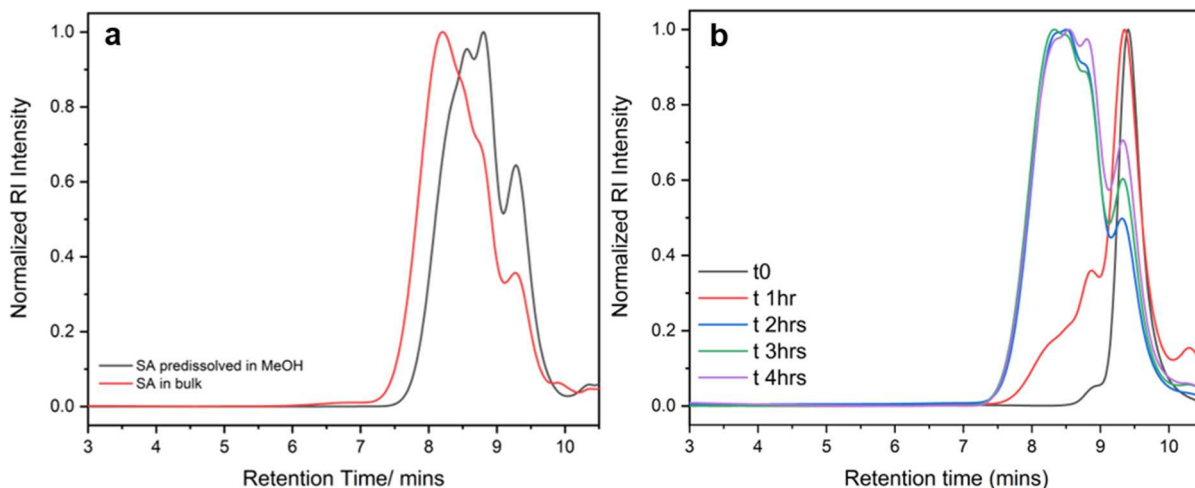 a
1.0
0.8
0.6
0.4
0.2
0.0
Normalized RI Intensity
SA predissolved in MeOH
SA in bulk
3 4 5 6 7 8 9 10
Retention Time/ mins
b
1.0
0.8
0.6
0.4
0.2
0.0
Normalized RI Intensity
t0
t 1hr
t 2hrs
t 3hrs
t 4hrs
3 4 5 6 7 8 9 10
Retention time (mins)